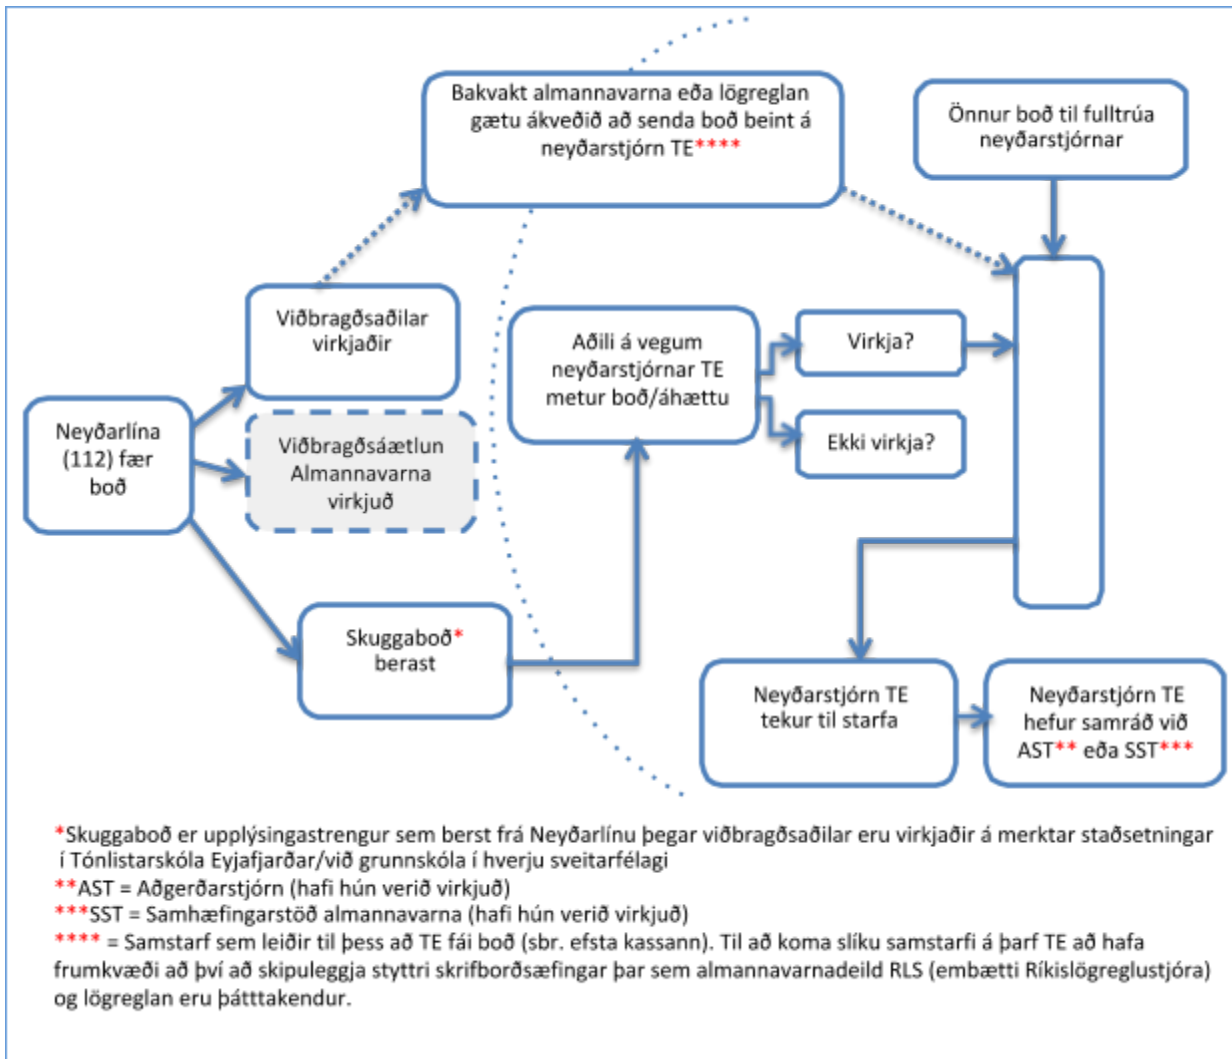 Bakvakt almannavarna eða lögreglan
gætu ákveðið að senda boð beint á
neyðarstjórn TE****
Önnur boð til fulltrúa
neyðarstjórnar
Viðbragðsaðilar
virkjaðir
Aðili á vegum
neyðarstjórnar TE
metur boð/áhættu
Virkja?
Ekki virkja?
Neyðarlína
(112) fær
boð
Viðbragðsáætlun
Almannavarna
virkjuð
Skuggaboð*
berast
Neyðarstjórn TE
tekur til starfa
Neyðarstjórn TE
hefur samráð við
AST** eða SST***
*Skuggaboð er upplýsingastrengur sem berst frá Neyðarlínu þegar viðbragðsaðilar eru virkjaðir á merktar staðsetningar
í Tónlistarskóla Eyjafjarðar/við grunnskóla í hverju sveitarfélagi
**AST = Aðgerðarstjórn (hafi hún verið virkjuð)
***SST = Samhæfingarstöð almannavarna (hafi hún verið virkjuð)
**** = Samstarf sem leiðir til þess að TE fái boð (sbr. efsta kassann). Til að koma slíku samstarfi á þarf TE að hafa
frumkvæði að því að skipuleggja styttri skrifborðsæfingar þar sem almannavarnadeild RLS (embætti Ríkislögreglustjóra)
og lögreglan eru þátttakendur.